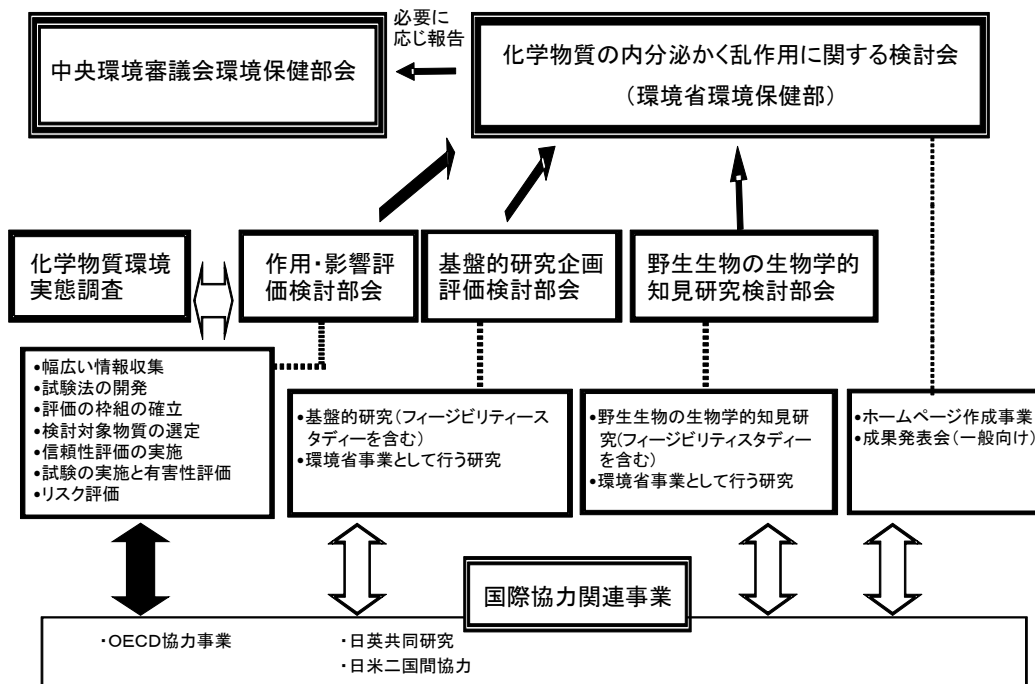 必要に
応じ報告
中央環境審議会環境保健部会
化学物質の内分泌かく乱作用に関する検討会
（環境省環境保健部）
化学物質環境
実態調査
作用・影響評
価検討部会
基盤的研究企画
評価検討部会
野生生物の生物学的
知見研究検討部会
•幅広い情報収集
•試験法の開発
•評価の枠組の確立
•検討対象物質の選定
•信頼性評価の実施
•試験の実施と有害性評価
•リスク評価
•基盤的研究（フィージビリティース
タディーを含む）
•環境省事業として行う研究
•野生生物の生物学的知見研
究（フィージビリティスタディー
を含む）
•環境省事業として行う研究
•ホームページ作成事業
•成果発表会（一般向け）
国際協力関連事業
・OECD協力事業
・日英共同研究
・日米二国間協力